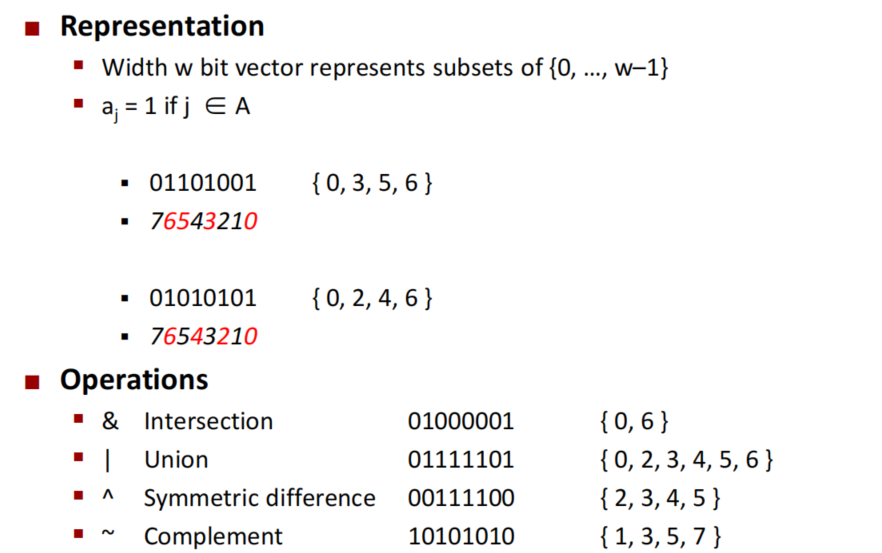 Representation
Width w bit vector represents subsets of {0, …, w–1}
aⱼ = 1 if j ∈ A
01101001 { 0, 3, 5, 6 }
76543210
01010101 { 0, 2, 4, 6 }
76543210
Operations
& Intersection 01000001 { 0, 6 }
| Union 01111101 { 0, 2, 3, 4, 5, 6 }
^ Symmetric difference 00111100 { 2, 3, 4, 5 }
~ Complement 10101010 { 1, 3, 5, 7 }